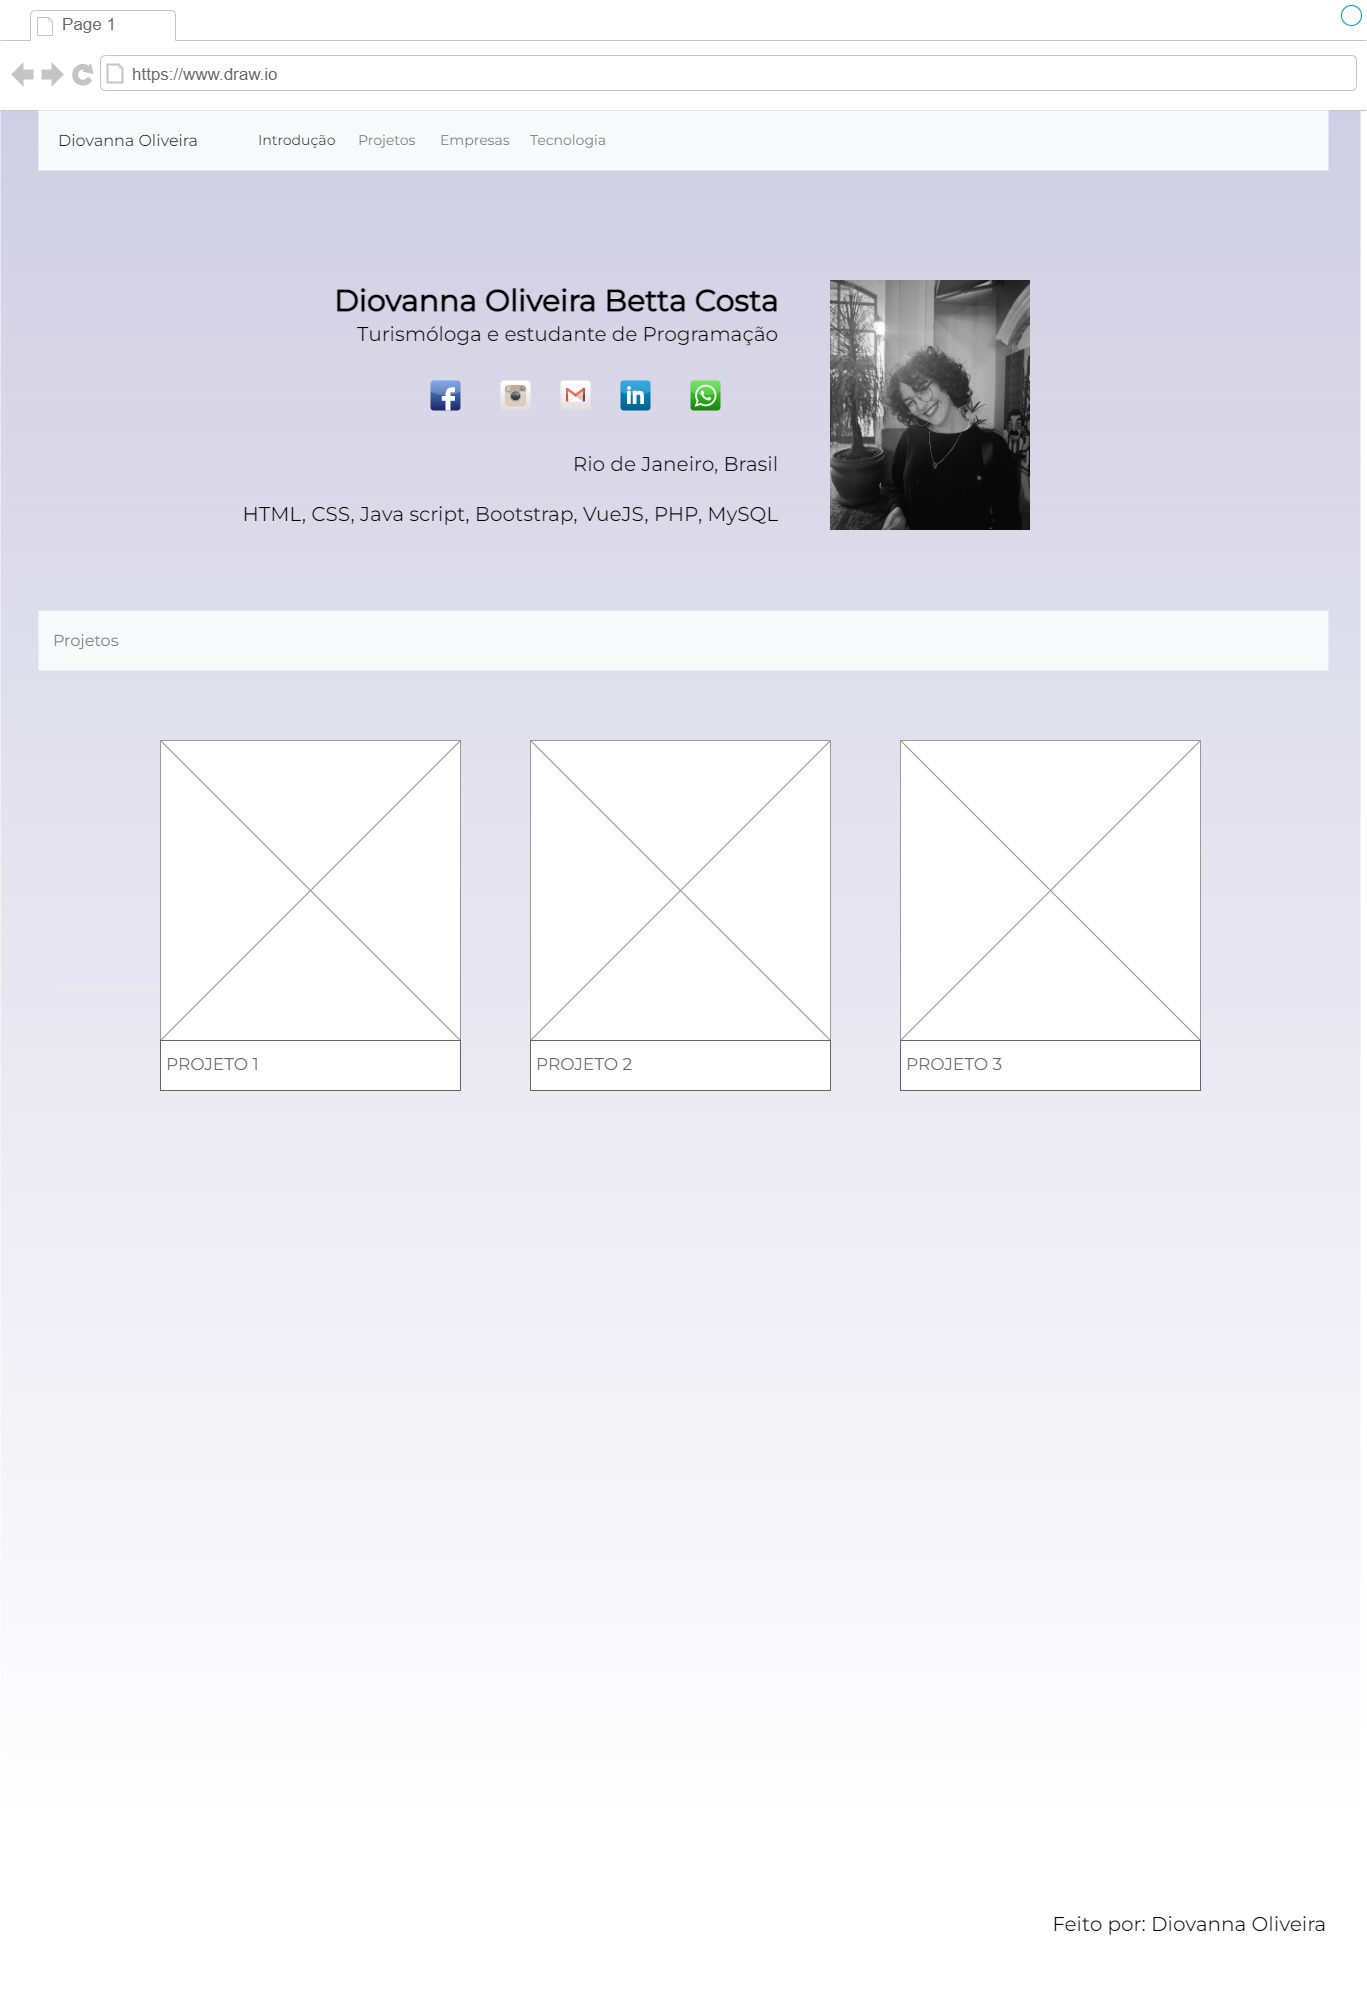 Page 1
https://www.draw.io
Diovanna Oliveira Introdução Projetos Empresas Tecnologia
Diovanna Oliveira Betta Costa
Turismóloga e estudante de Programação
Rio de Janeiro, Brasil
HTML, CSS, Java script, Bootstrap, VueJS, PHP, MySQL
Projetos
PROJETO 1
PROJETO 2
PROJETO 3
Feito por: Diovanna Oliveira